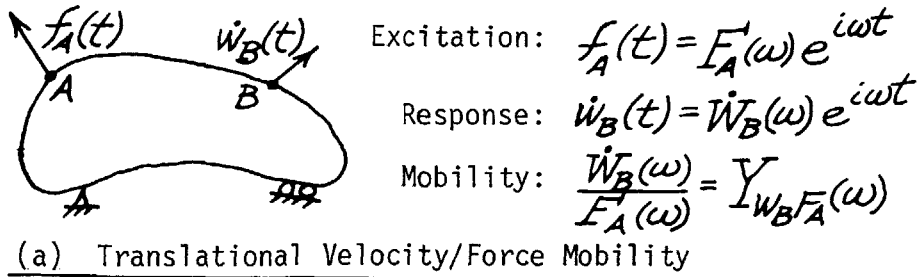 f_A(t) ẇ_B(t)
A B
Excitation: f_A(t) = F_A(ω) e^{iωt}
Response: ẇ_B(t) = Ẇ_B(ω) e^{iωt}
Mobility: Ẇ_B(ω) / F_A(ω) = Y_{W_B F_A}(ω)
(a) Translational Velocity/Force Mobility